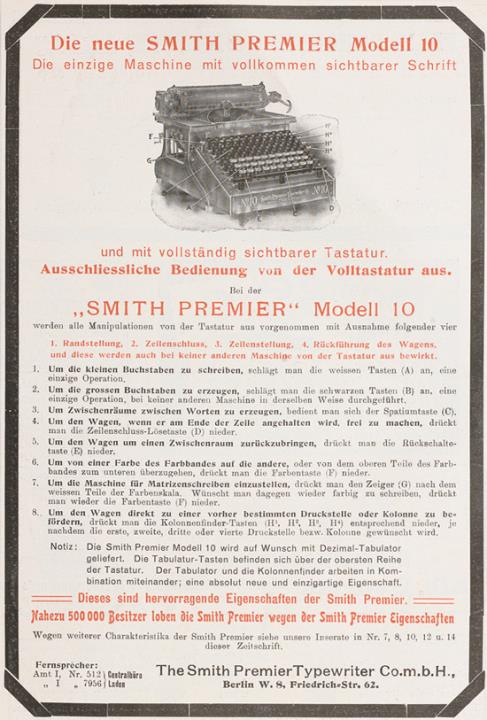 Die neue SMITH PREMIER Modell 10
Die einzige Maschine mit vollkommen sichtbarer Schrift
F
G
H¹
H²
H³
H⁴
Nº10
Nº10
A
B
E
C
D
und mit vollständig sichtbarer Tastatur.
Ausschliessliche Bedienung von der Volltastatur aus.
Bei der
„SMITH PREMIER“ Modell 10
werden alle Manipulationen von der Tastatur aus vorgenommen mit Ausnahme folgender vier
1. Randstellung, 2. Zeilenschluss, 3. Zeilenstellung, 4. Rückführung des Wagens,
und diese werden auch bei keiner anderen Maschine von der Tastatur aus bewirkt.
1. Um die kleinen Buchstaben zu schreiben, schlägt man die weissen Tasten (A) an, eine
einzige Operation.
2. Um die grossen Buchstaben zu erzeugen, schlägt man die schwarzen Tasten (B) an, eine
einzige Operation, bei keiner anderen Maschine in derselben Weise durchgeführt.
3. Um Zwischenräume zwischen Worten zu erzeugen, bedient man sich der Spatiumtaste (C).
4. Um den Wagen, wenn er am Ende der Zeile angehalten wird, frei zu machen, drückt
man die Zeilenschluss-Lösetaste (D) nieder.
5. Um den Wagen um einen Zwischenraum zurückzubringen, drückt man die Rückschalte-
taste (E) nieder.
6. Um von einer Farbe des Farbbandes auf die andere, oder von dem oberen Teile des Farb-
bandes zum unteren überzugehen, drückt man die Farbentaste (F) nieder.
7. Um die Maschine für Matrizenschreiben einzustellen, drückt man den Zeiger (G) nach dem
weissen Teile der Farbenskala. Wünscht man dagegen wieder farbig zu schreiben, drückt
man wieder die Farbentaste (F) nieder.
8. Um den Wagen direkt zu einer vorher bestimmten Druckstelle oder Kolonne zu be-
fördern, drückt man die Kolonnenfinder-Tasten (H¹, H², H³, H⁴) entsprechend nieder, je
nachdem die erste, zweite, dritte oder vierte Druckstelle bezw. Kolonne gewünscht wird.
Notiz: Die Smith Premier Modell 10 wird auf Wunsch mit Dezimal-Tabulator
geliefert. Die Tabulatur-Tasten befinden sich über der obersten Reihe
der Tastatur. Der Tabulator und die Kolonnenfinder arbeiten in Kom-
bination miteinander; eine absolut neue und einzigartige Eigenschaft.
Dieses sind hervorragende Eigenschaften der Smith Premier.
Nahezu 500000 Besitzer loben die Smith Premier wegen der Smith Premier Eigenschaften
Wegen weiterer Charakteristika der Smith Premier siehe unsere Inserate in Nr. 7, 8, 10, 12 u. 14
dieser Zeitschrift.
Fernsprecher:
Amt I, Nr. 512 Centralbüro
„ I „ 7956 Laden
The Smith Premier Typewriter Co. m. b. H.,
Berlin W. 8, Friedrich-Str. 62.